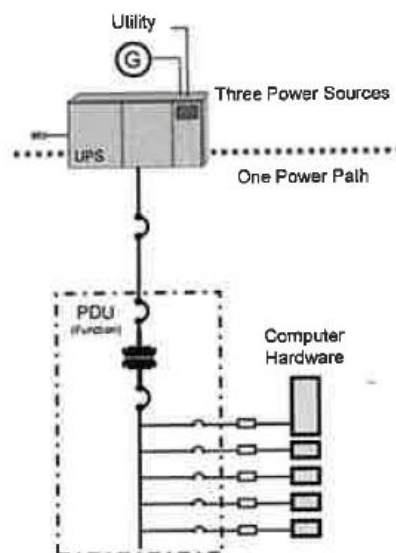 Utility
G
Three Power Sources
UPS
One Power Path
PDU
(Function)
Computer
Hardware